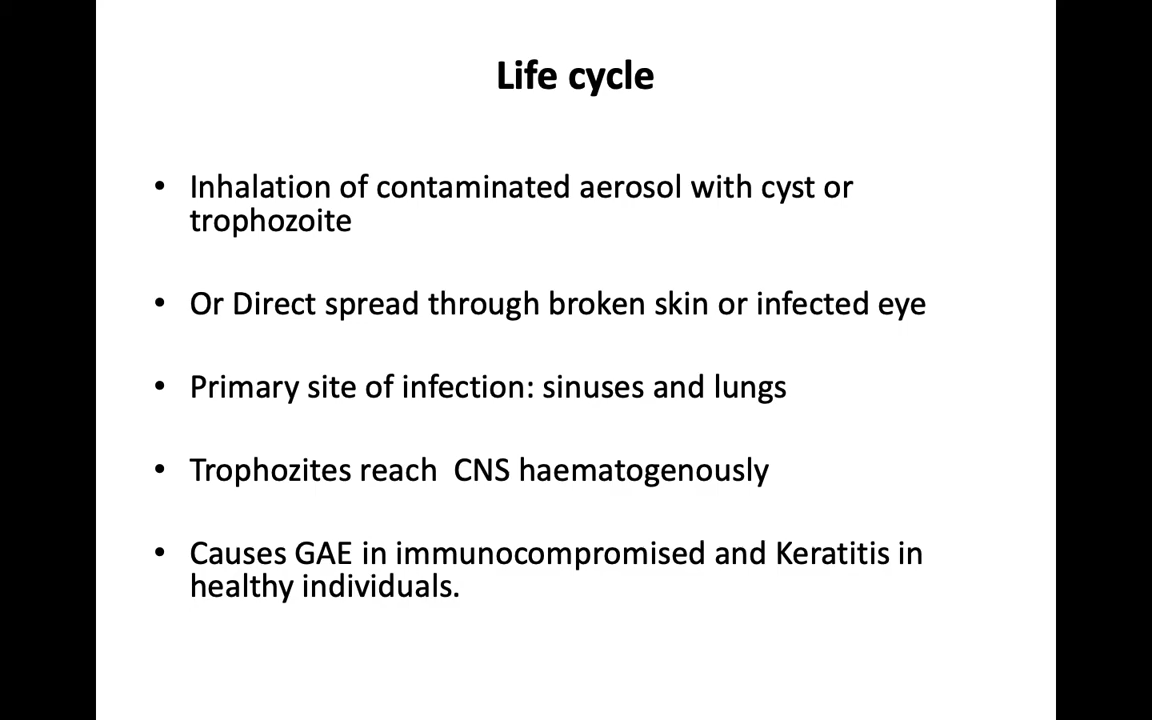 Life cycle
• Inhalation of contaminated aerosol with cyst or
trophozoite
• Or Direct spread through broken skin or infected eye
• Primary site of infection: sinuses and lungs
• Trophozites reach  CNS haematogenously
• Causes GAE in immunocompromised and Keratitis in
healthy individuals.